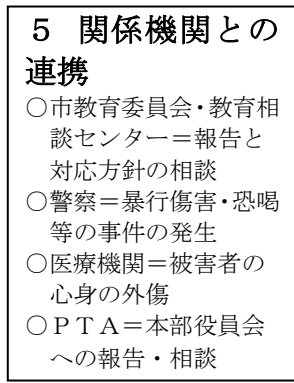 ５　関係機関との
連携
○市教育委員会・教育相
談センター＝報告と
対応方針の相談
○警察＝暴行傷害・恐喝
等の事件の発生
○医療機関＝被害者の
心身の外傷
○ＰＴＡ＝本部役員会
への報告・相談